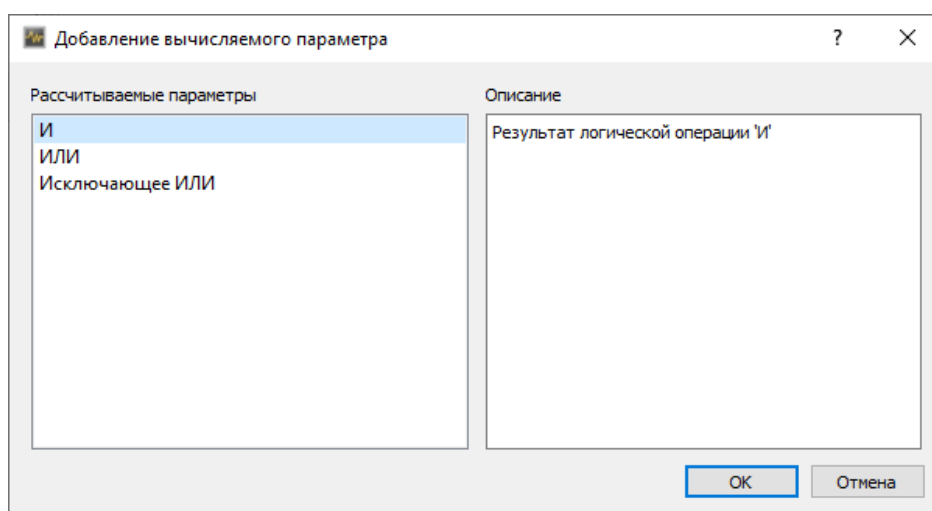 Добавление вычисляемого параметра
?
Рассчитываемые параметры
Описание
И
ИЛИ
Исключающее ИЛИ
Результат логической операции 'И'
OK
Отмена